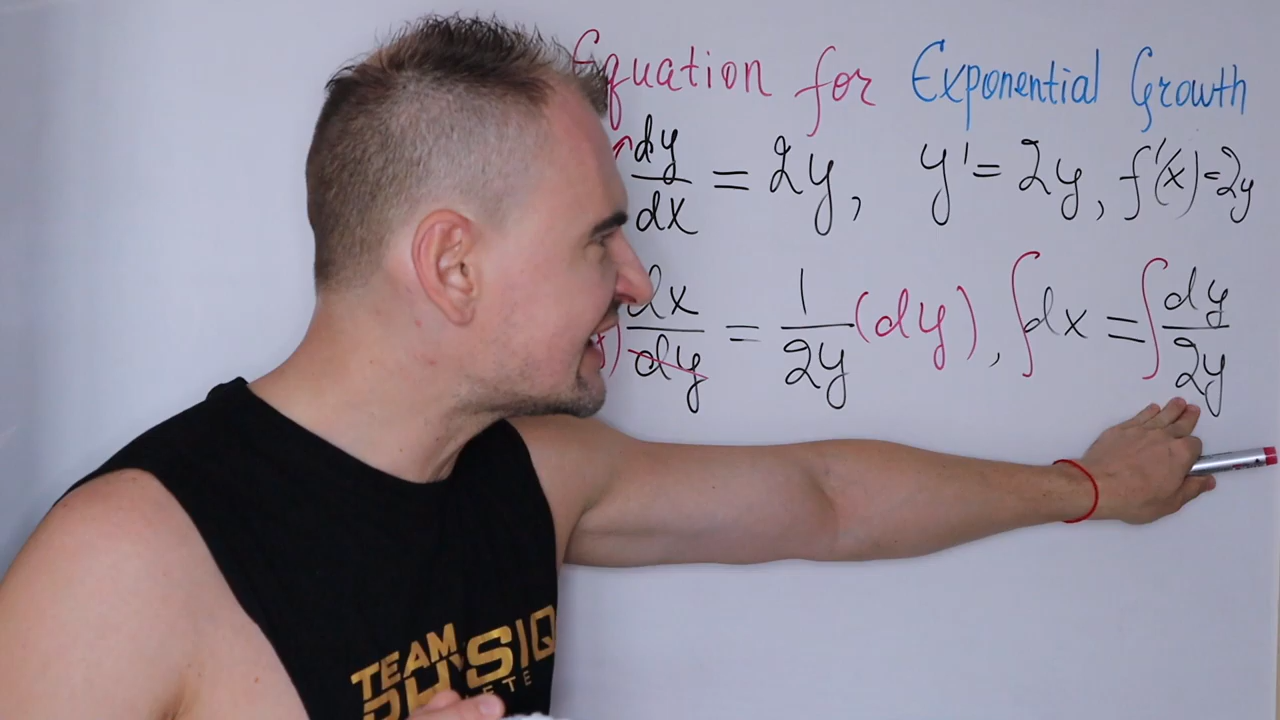 Equation for Exponential Growth
dy/dx = 2y, y' = 2y, f'(x) = 2y
dx/dy = 1/2y (dy), ∫dx = ∫dy/2y
TEAM